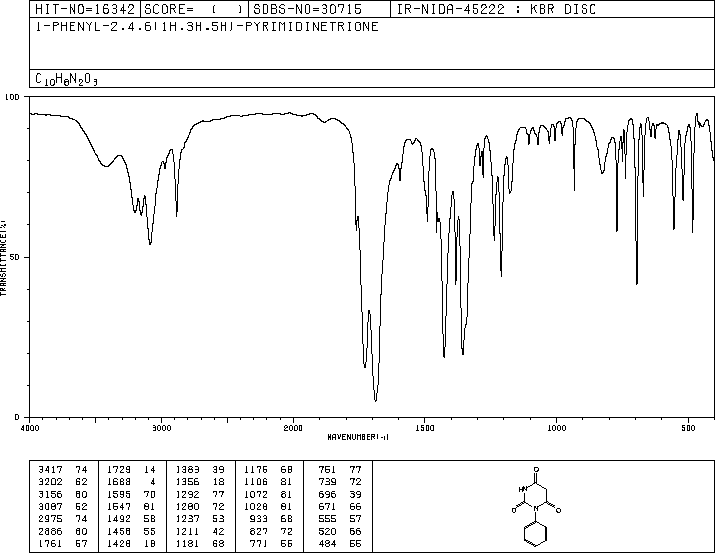 HIT-NO=16342 SCORE= ( ) SDBS-NO=30715 IR-NIDA-45222 : KBR DISC
1-PHENYL-2,4,6(1H,3H,5H)-PYRIMIDINETRIONE
C10H8N2O3
100
50
0
TRANSMITTANCE(%)
4000 3000 2000 1500 1000 500
WAVENUMBER(-1)
3417 74 1729 14 1383 39 1176 68 751 77
3202 62 1688 4 1356 18 1106 81 739 72
3156 60 1595 70 1292 77 1072 81 696 39
3087 52 1547 81 1280 72 1028 81 671 66
2975 74 1492 58 1237 53 933 68 555 57
2886 60 1458 55 1211 42 827 72 520 66
1761 57 1428 18 1181 68 771 55 484 55
O
HN
O N O